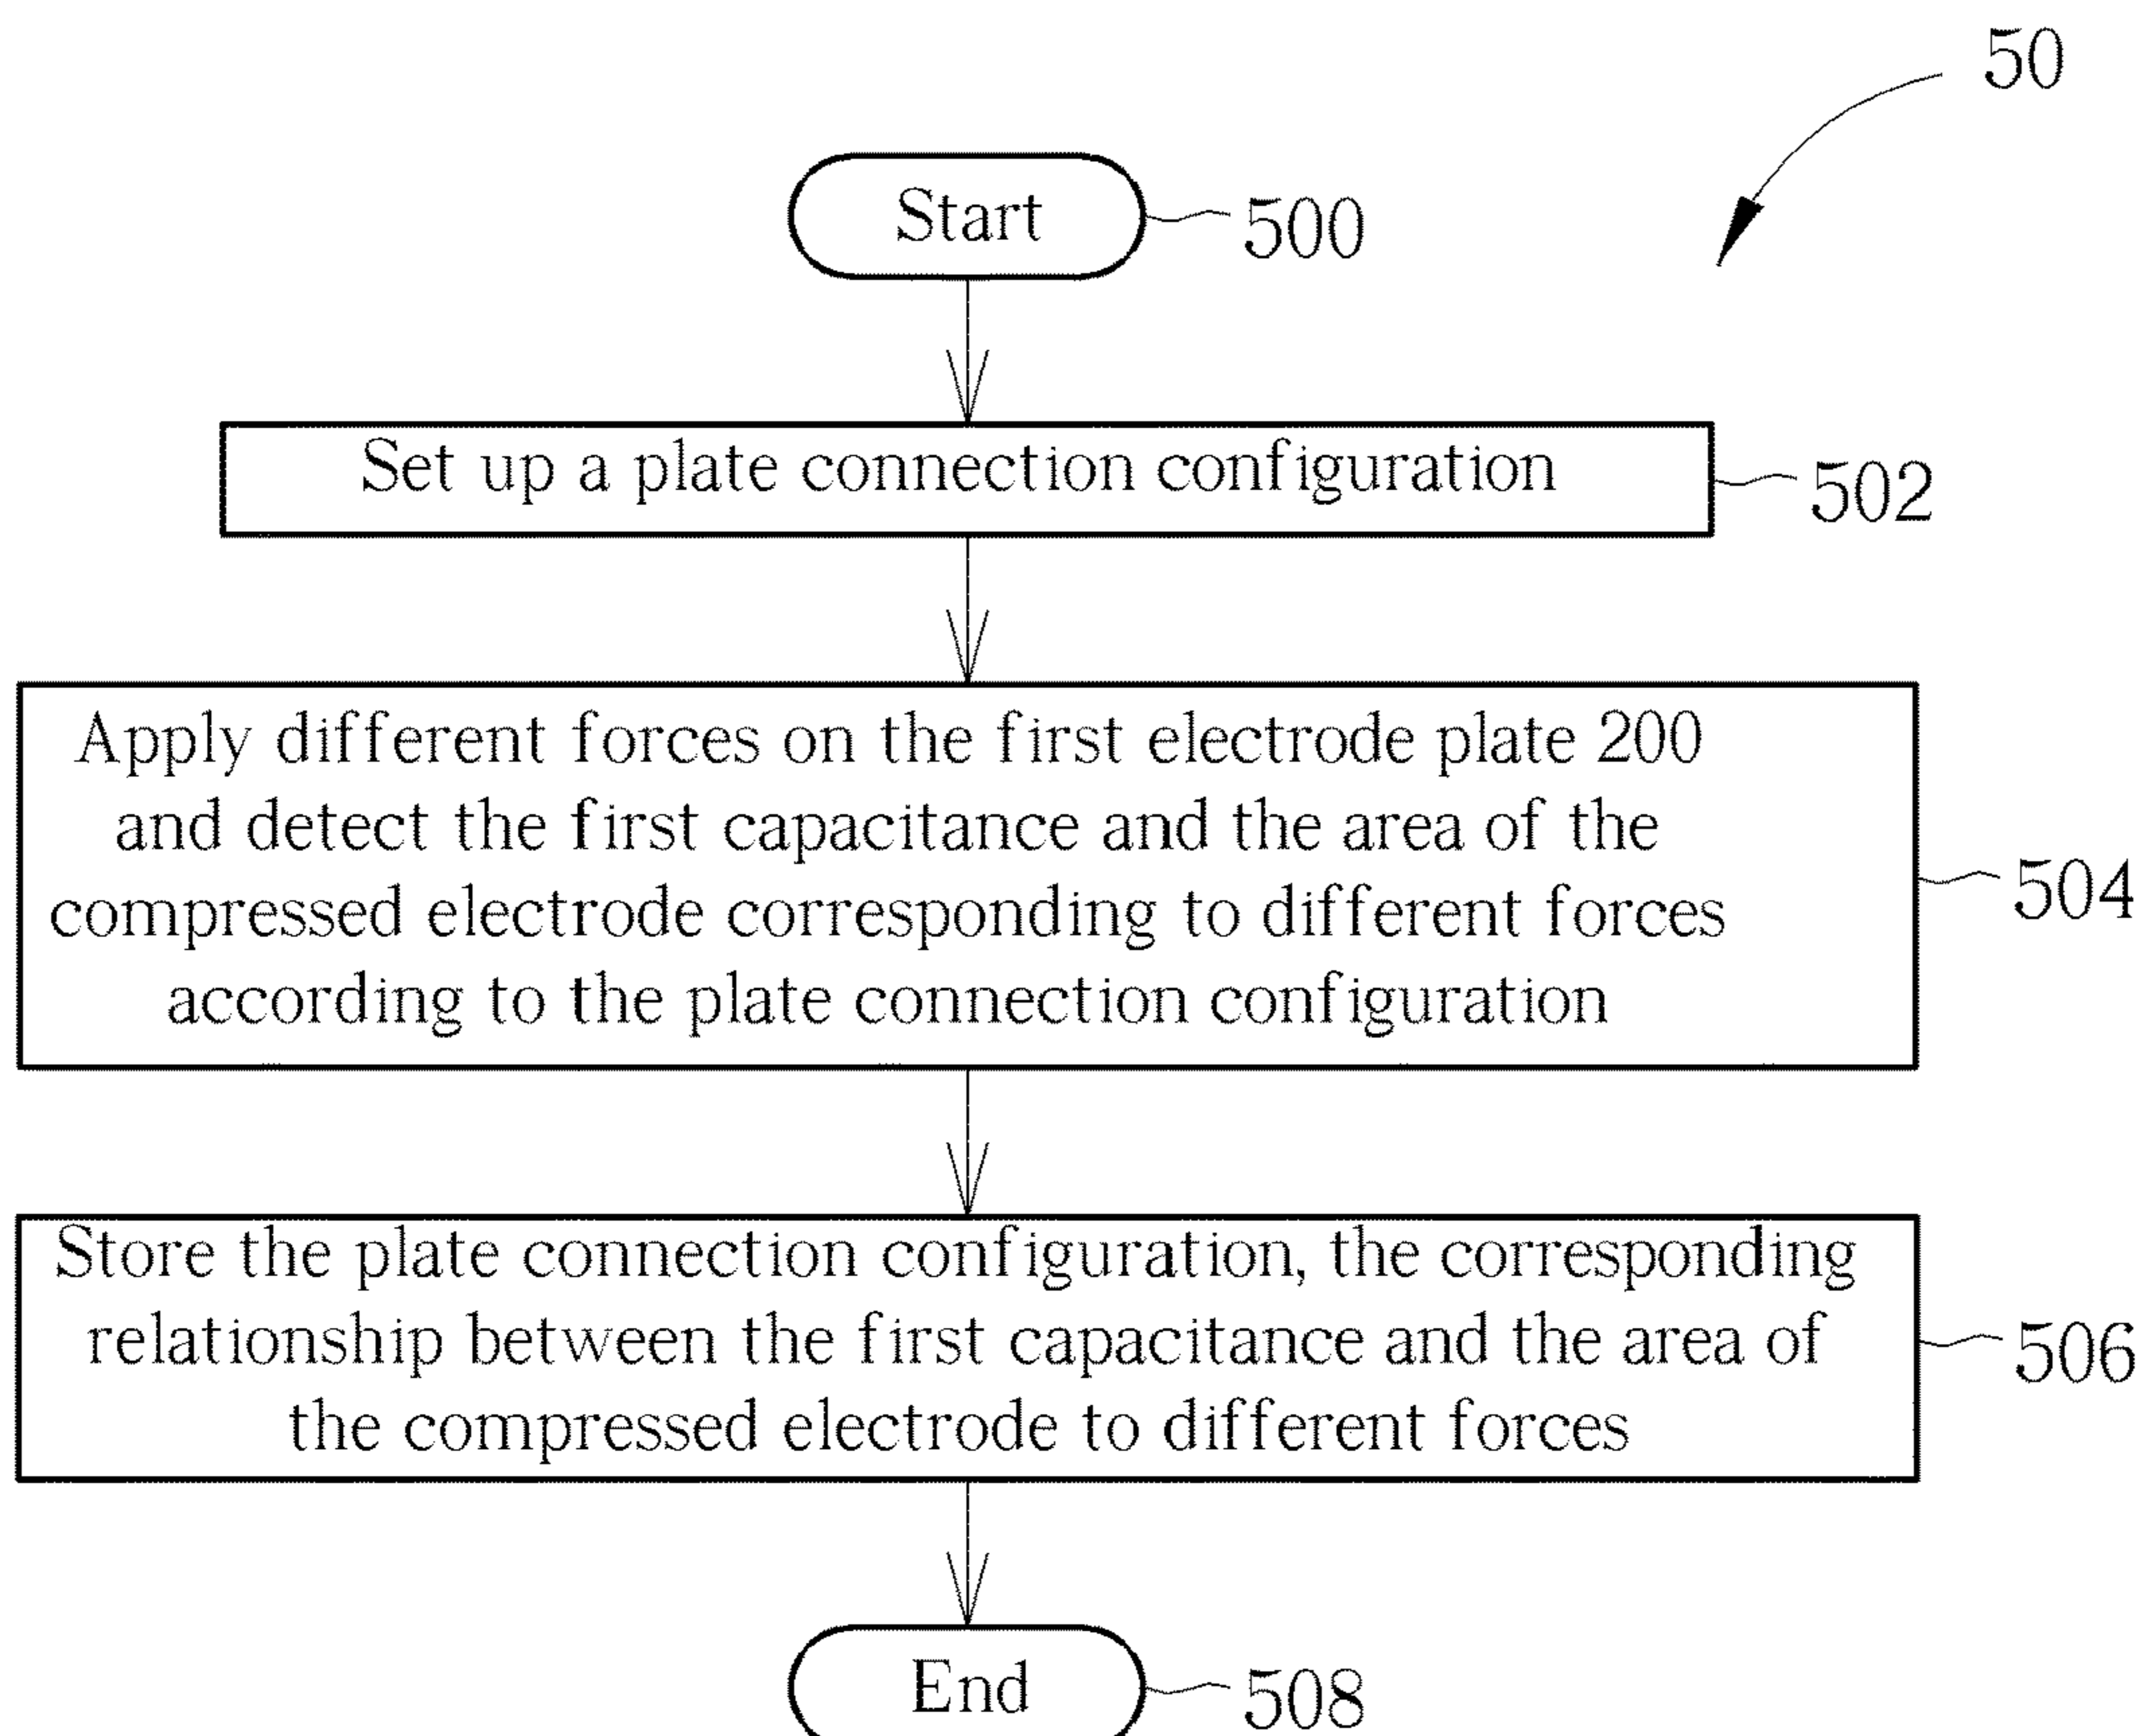 50
Start
500
Set up a plate connection configuration
502
Apply different forces on the first electrode plate 200
and detect the first capacitance and the area of the
compressed electrode corresponding to different forces
according to the plate connection configuration
504
Store the plate connection configuration, the corresponding
relationship between the first capacitance and the area of
the compressed electrode to different forces
506
End
508